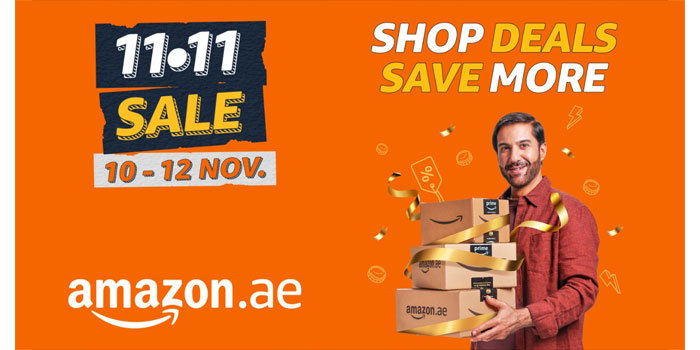 11.11
SALE
10 - 12 NOV.
amazon.ae
SHOP DEALS
SAVE MORE
%
prime
prime
amazon.ae